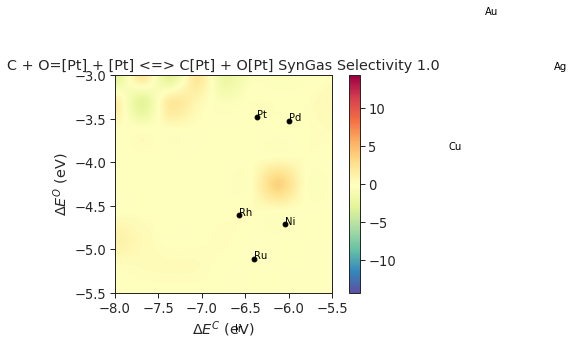 Au
Ag
C + O=[Pt] + [Pt] <=> C[Pt] + O[Pt] SynGas Selectivity 1.0
−3.0
−3.5
−4.0
−4.5
−5.0
−5.5
ΔE^O (eV)
Pt
Pd
Cu
Rh
Ni
Ru
10
5
0
−5
−10
−8.0 −7.5 −7.0 −6.5 −6.0 −5.5
ΔE^C (eV)
Ir